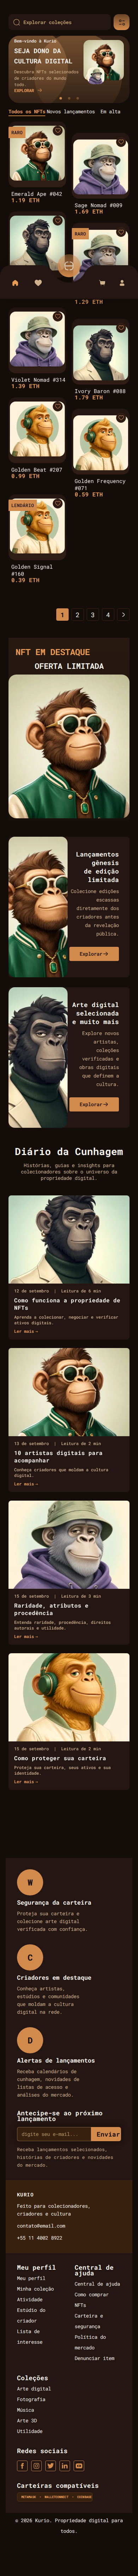 Explorar coleções
Bem-vindo à Kurio
SEJA DONO DA
CULTURA DIGITAL
Descubra NFTs selecionados
de criadores do mundo
todo.
EXPLORAR →
Todos os NFTs
Novos lançamentos
Em alta
RARO
Emerald Ape #042
1.19 ETH
Sage Nomad #009
1.69 ETH
RARO
1.29 ETH
Violet Nomad #314
1.39 ETH
Ivory Baron #088
1.79 ETH
Golden Beat #207
0.99 ETH
Golden Frequency
#071
0.59 ETH
LENDÁRIO
Golden Signal
#160
0.39 ETH
1
2
3
4
NFT EM DESTAQUE
OFERTA LIMITADA
Lançamentos
gênesis
de edição
limitada
Colecione edições
escassas
diretamente dos
criadores antes
da revelação
pública.
Explorar→
Arte digital
selecionada
e muito mais
Explore novos
artistas,
coleções
verificadas e
obras digitais
que definem a
cultura.
Explorar→
Diário da Cunhagem
Histórias, guias e insights para
colecionadores sobre o universo da
propriedade digital.
12 de setembro | Leitura de 6 min
Como funciona a propriedade de
NFTs
Aprenda a colecionar, negociar e verificar
ativos digitais.
Ler mais→
13 de setembro | Leitura de 2 min
10 artistas digitais para
acompanhar
Conheça criadores que moldam a cultura
digital.
Ler mais→
15 de setembro | Leitura de 3 min
Raridade, atributos e
procedência
Entenda raridade, procedência, direitos
autorais e utilidade.
Ler mais→
15 de setembro | Leitura de 2 min
Como proteger sua carteira
Proteja sua carteira, seus ativos e sua
identidade.
Ler mais→
W
Segurança da carteira
Proteja sua carteira e
colecione arte digital
verificada com confiança.
C
Criadores em destaque
Conheça artistas,
estúdios e comunidades
que moldam a cultura
digital na rede.
D
Alertas de lançamentos
Receba calendários de
cunhagem, novidades de
listas de acesso e
análises do mercado.
Antecipe-se ao próximo
lançamento
digite seu e-mail...
Enviar
Receba lançamentos selecionados,
histórias de criadores e novidades
do mercado.
KURIO
Feito para colecionadores,
criadores e cultura
contato@email.com
+55 11 4002 8922
Meu perfil
Meu perfil
Minha coleção
Atividade
Estúdio do
criador
Lista de
interesse
Central de
ajuda
Central de ajuda
Como comprar
NFTs
Carteira e
segurança
Política do
mercado
Denunciar item
Coleções
Arte digital
Fotografia
Música
Arte 3D
Utilidade
Redes sociais
Carteiras compatíveis
METAMASK • WALLETCONNECT • COINBASE
© 2026 Kurio. Propriedade digital para
todos.